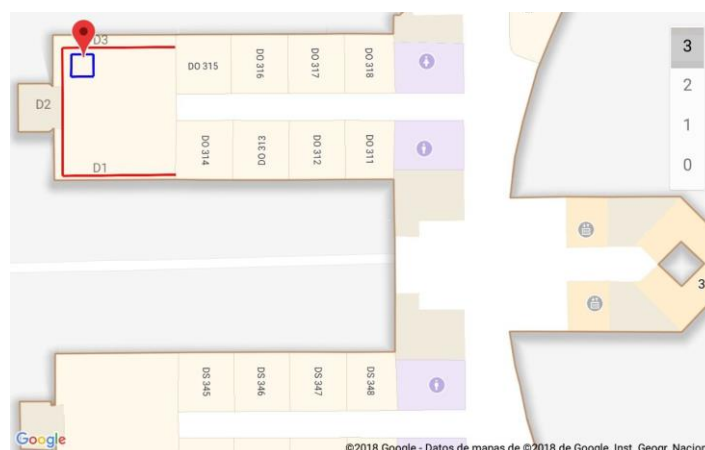 D3
DO 315
DO 316
DO 317
DO 318
3
2
1
0
D2
D1
DO 314
DO 313
DO 312
DO 311
3
DS 345
DS 346
DS 347
DS 348
Google
©2018 Google - Datos de mapas de ©2018 de Google, Inst. Geogr. Nacion